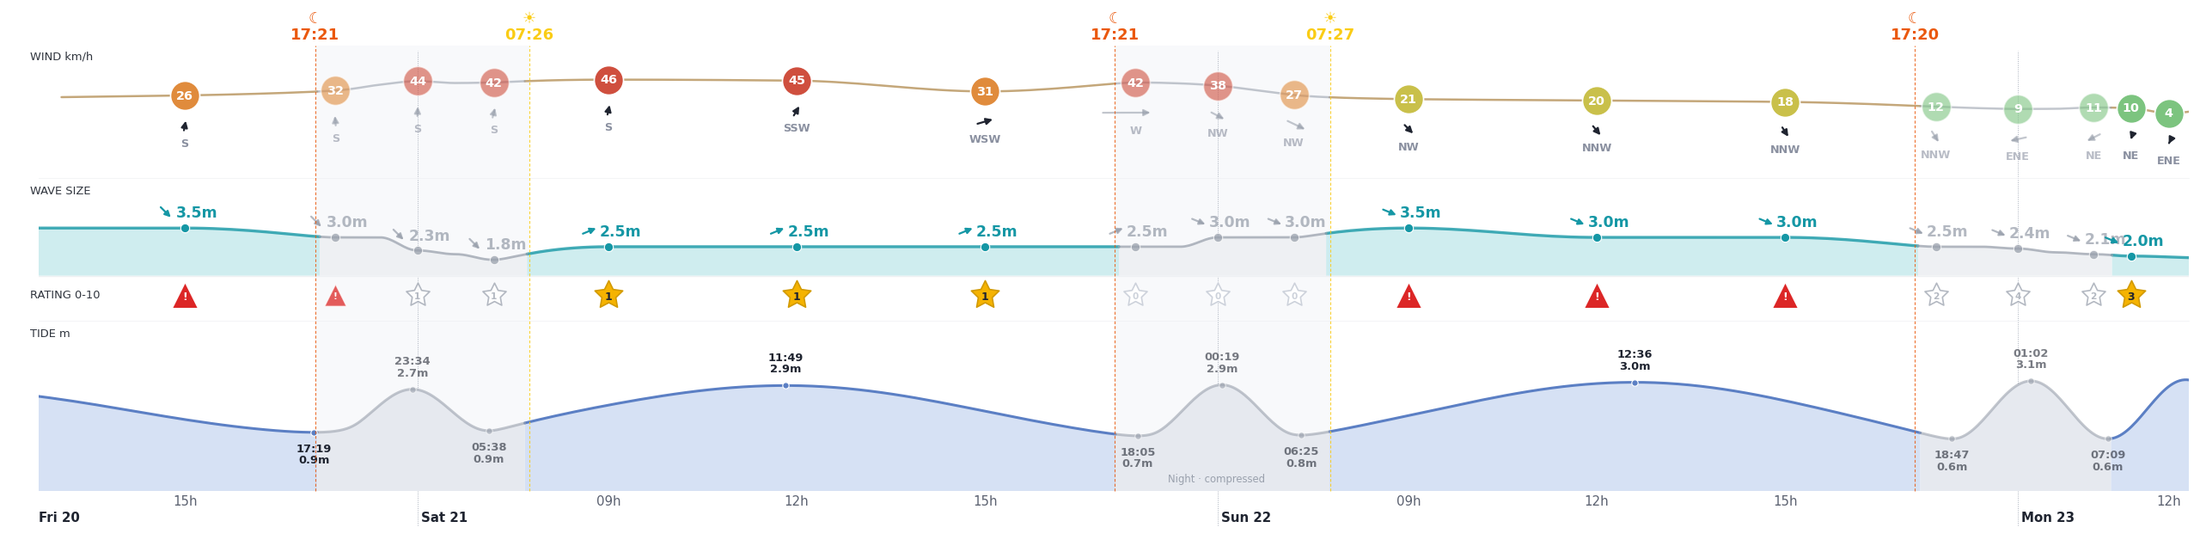 ☾ ☀ ☾ ☀ ☾
17:21 07:26 17:21 07:27 17:20
WIND km/h
26 32 44 42 46 45 31 42 38 27 21 20 18 12 9 11 10 4
S S S S S SSW WSW W NW NW NW NNW NNW NNW ENE NE NE ENE
WAVE SIZE
3.5m 3.0m 2.3m 1.8m 2.5m 2.5m 2.5m 2.5m 3.0m 3.0m 3.5m 3.0m 3.0m 2.5m 2.4m 2.1m 2.0m
RATING 0-10
! ! 1 1 1 1 1 0 0 0 ! ! ! 2 4 2 3
TIDE m
23:34 11:49 00:19 12:36 01:02
2.7m 2.9m 2.9m 3.0m 3.1m
17:19 05:38 18:05 06:25 18:47 07:09
0.9m 0.9m 0.7m 0.8m 0.6m 0.6m
Night · compressed
15h 09h 12h 15h 09h 12h 15h 12h
Fri 20 Sat 21 Sun 22 Mon 23